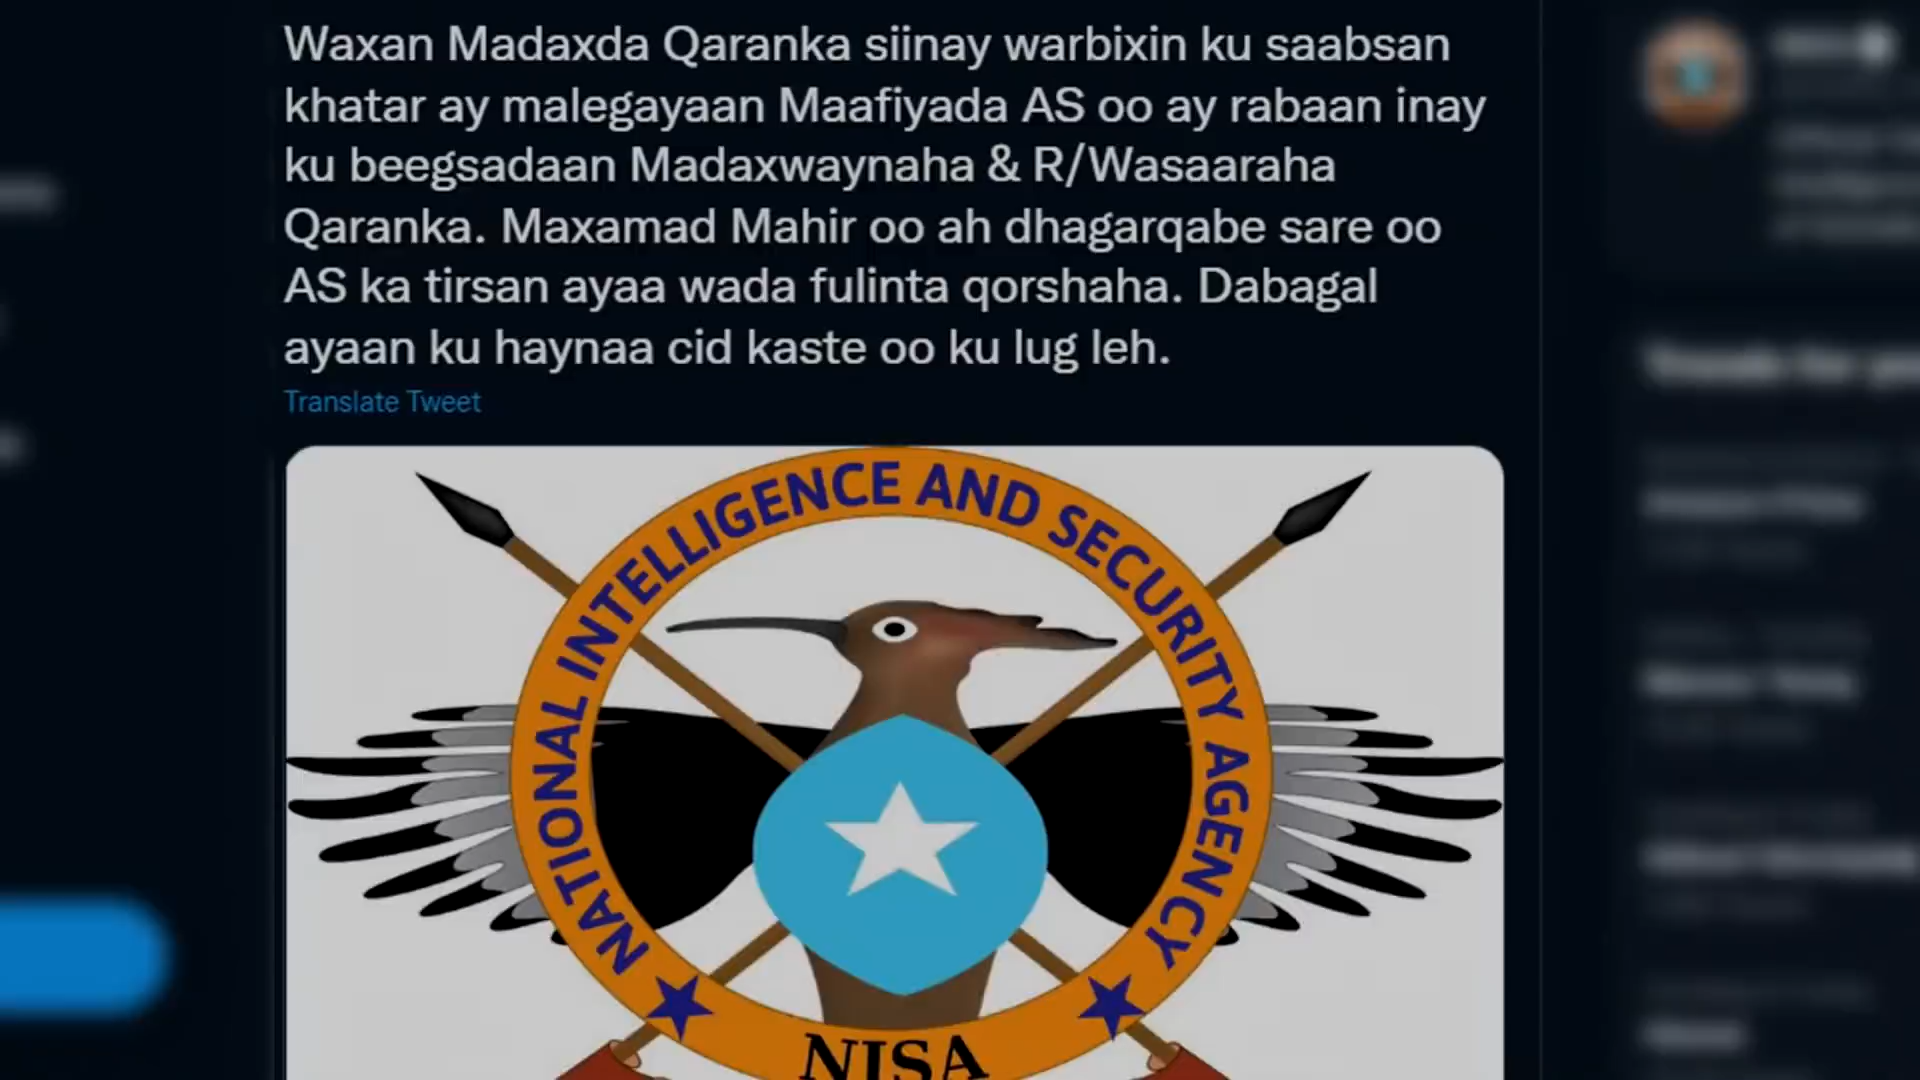 Waxan Madaxda Qaranka siinay warbixin ku saabsan
khatar ay malegayaan Maafiyada AS oo ay rabaan inay
ku beegsadaan Madaxwaynaha & R/Wasaaraha
Qaranka. Maxamad Mahir oo ah dhagarqabe sare oo
AS ka tirsan ayaa wada fulinta qorshaha. Dabagal
ayaan ku haynaa cid kaste oo ku lug leh.
Translate Tweet
NATIONAL INTELLIGENCE AND SECURITY AGENCY
NISA